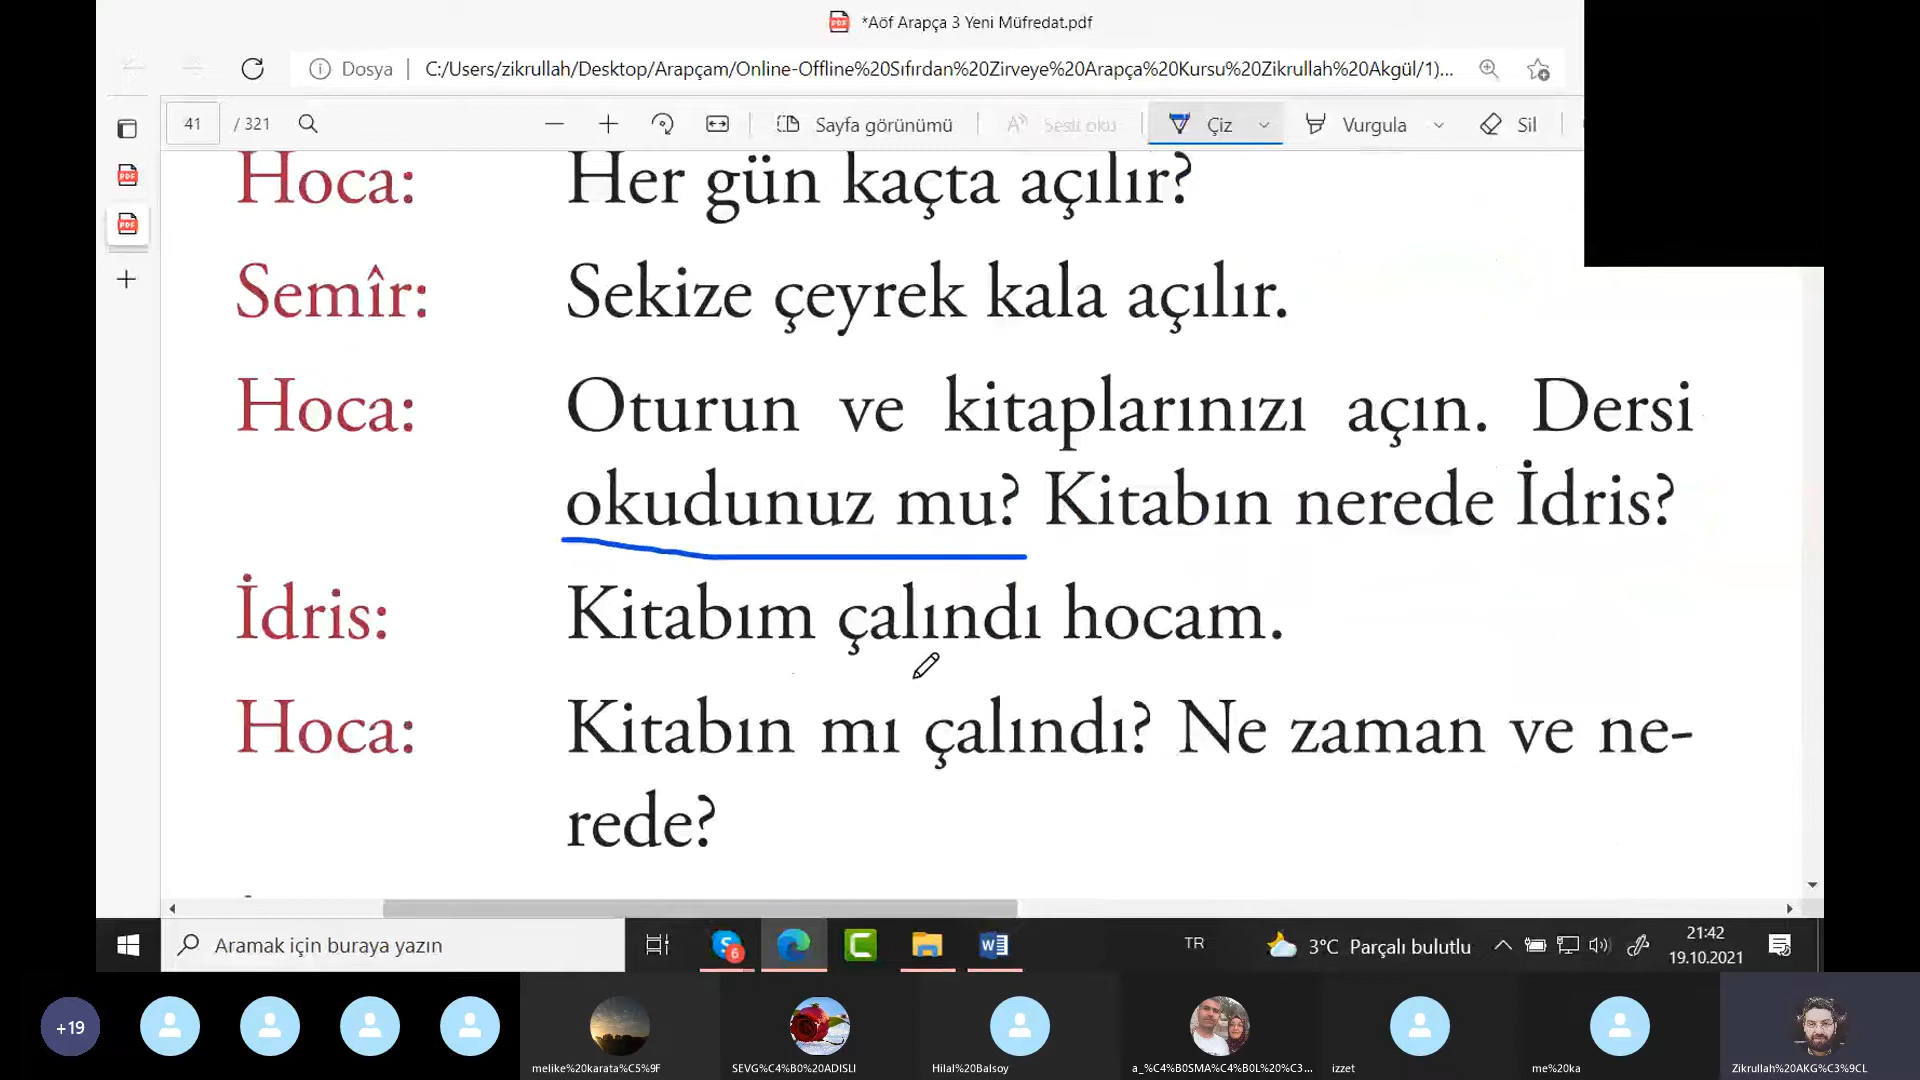 *Aöf Arapça 3 Yeni Müfredat.pdf
Dosya
C:/Users/zikrullah/Desktop/Arapçam/Online-Offline%20Sıfırdan%20Zirveye%20Arapça%20Kursu%20Zikrullah%20Akgül/1)...
41 / 321
Sayfa görünümü
Sesli oku
Çiz
Vurgula
Sil
Hoca: Her gün kaçta açılır?
Semîr: Sekize çeyrek kala açılır.
Hoca: Oturun ve kitaplarınızı açın. Dersi
okudunuz mu? Kitabın nerede İdris?
İdris: Kitabım çalındı hocam.
Hoca: Kitabın mı çalındı? Ne zaman ve ne-
rede?
Aramak için buraya yazın
6
TR
3°C Parçalı bulutlu
21:42
19.10.2021
+19
melike%20karata%C5%9F
SEVG%C4%B0%20ADISLI
Hilal%20Balsoy
a_%C4%B0SMA%C4%B0L%20%C3...
izzet
me%20ka
Zikrullah%20AKG%C3%9CL